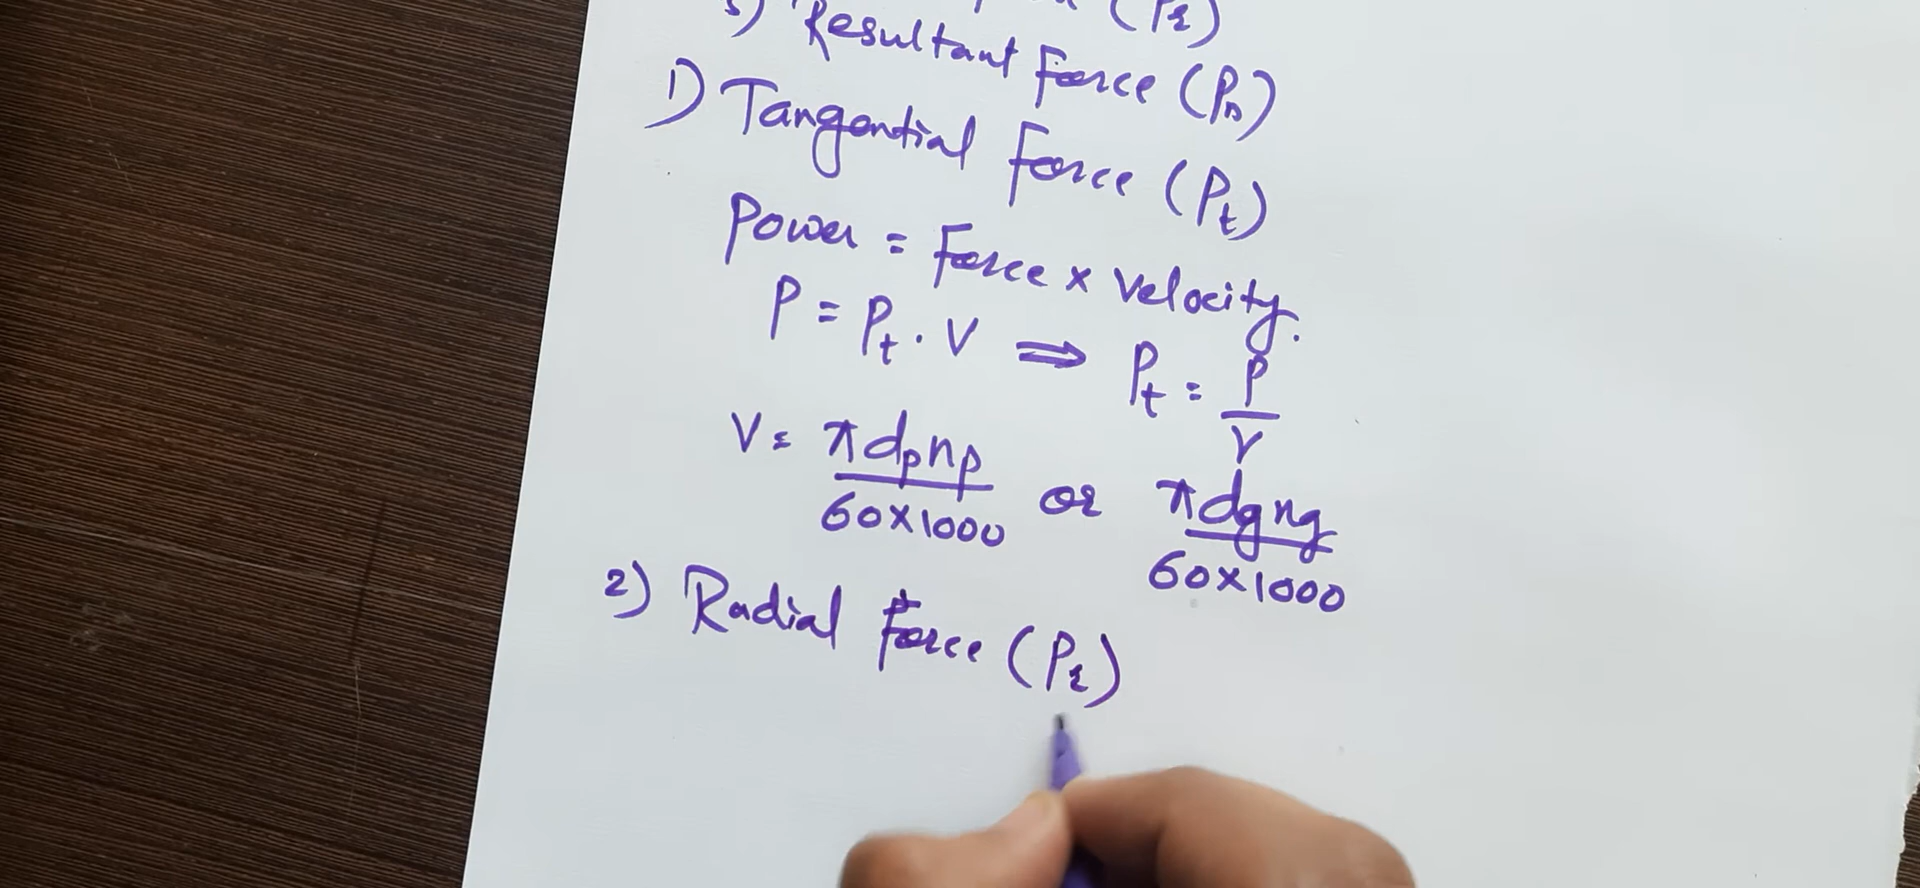 (Pr)
3) Resultant Force (Pn)
1) Tangential Force (Pt)
Power = Force x Velocity.
P = Pt . V ⇒ Pt = P/V
V = πdpnp/60x1000 or πdgng/60x1000
2) Radial Force (Pr)